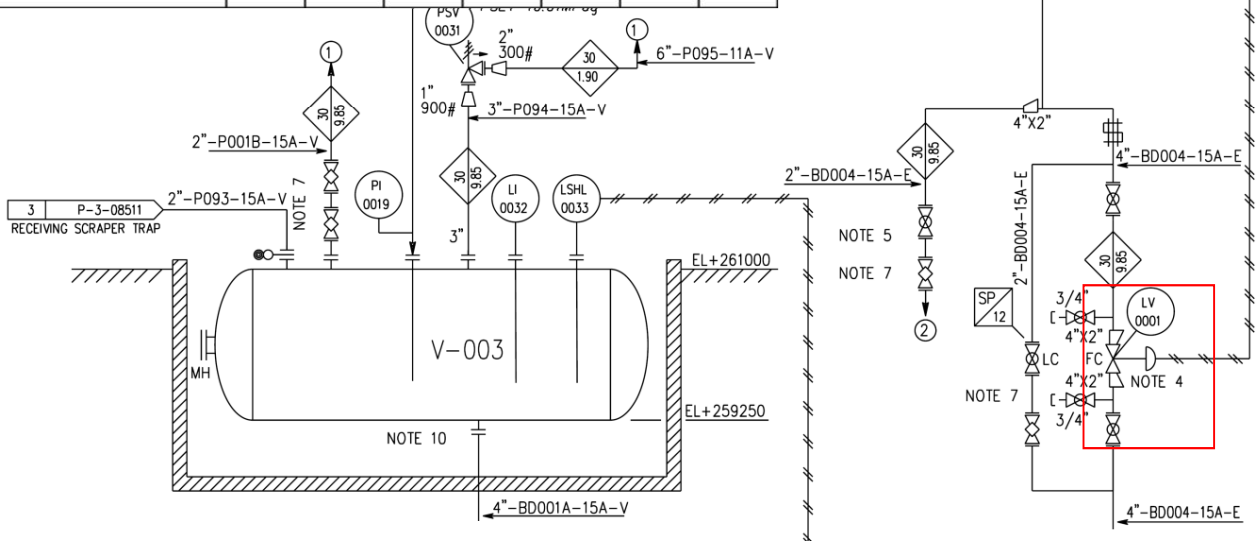 PSV
0031
2"
300#
1
6"-P095-11A-V
30
1.90
1"
900#
3"-P094-15A-V
1
30
9.85
2"-P001B-15A-V
30
9.85
NOTE 7
3
P-3-08511
2"-P093-15A-V
RECEIVING SCRAPER TRAP
PI
0019
3"
LI
0032
LSHL
0033
EL+261000
V-003
MH
EL+259250
NOTE 10
4"-BD001A-15A-V
4"X2"
30
9.85
2"-BD004-15A-E
4"-BD004-15A-E
2"-BD004-15A-E
NOTE 5
NOTE 7
2
30
9.85
SP
12
3/4"
LV
0001
4"X2"
LC
FC
NOTE 4
4"X2"
NOTE 7
3/4"
4"-BD004-15A-E